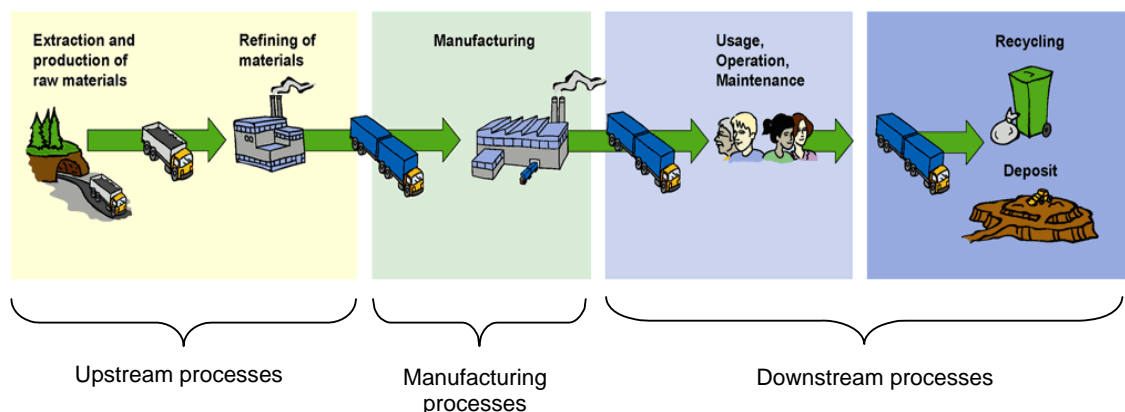 Extraction and
production of
raw materials
Refining of
materials
Manufacturing
Usage,
Operation,
Maintenance
Recycling
Deposit
Upstream processes
Manufacturing
processes
Downstream processes